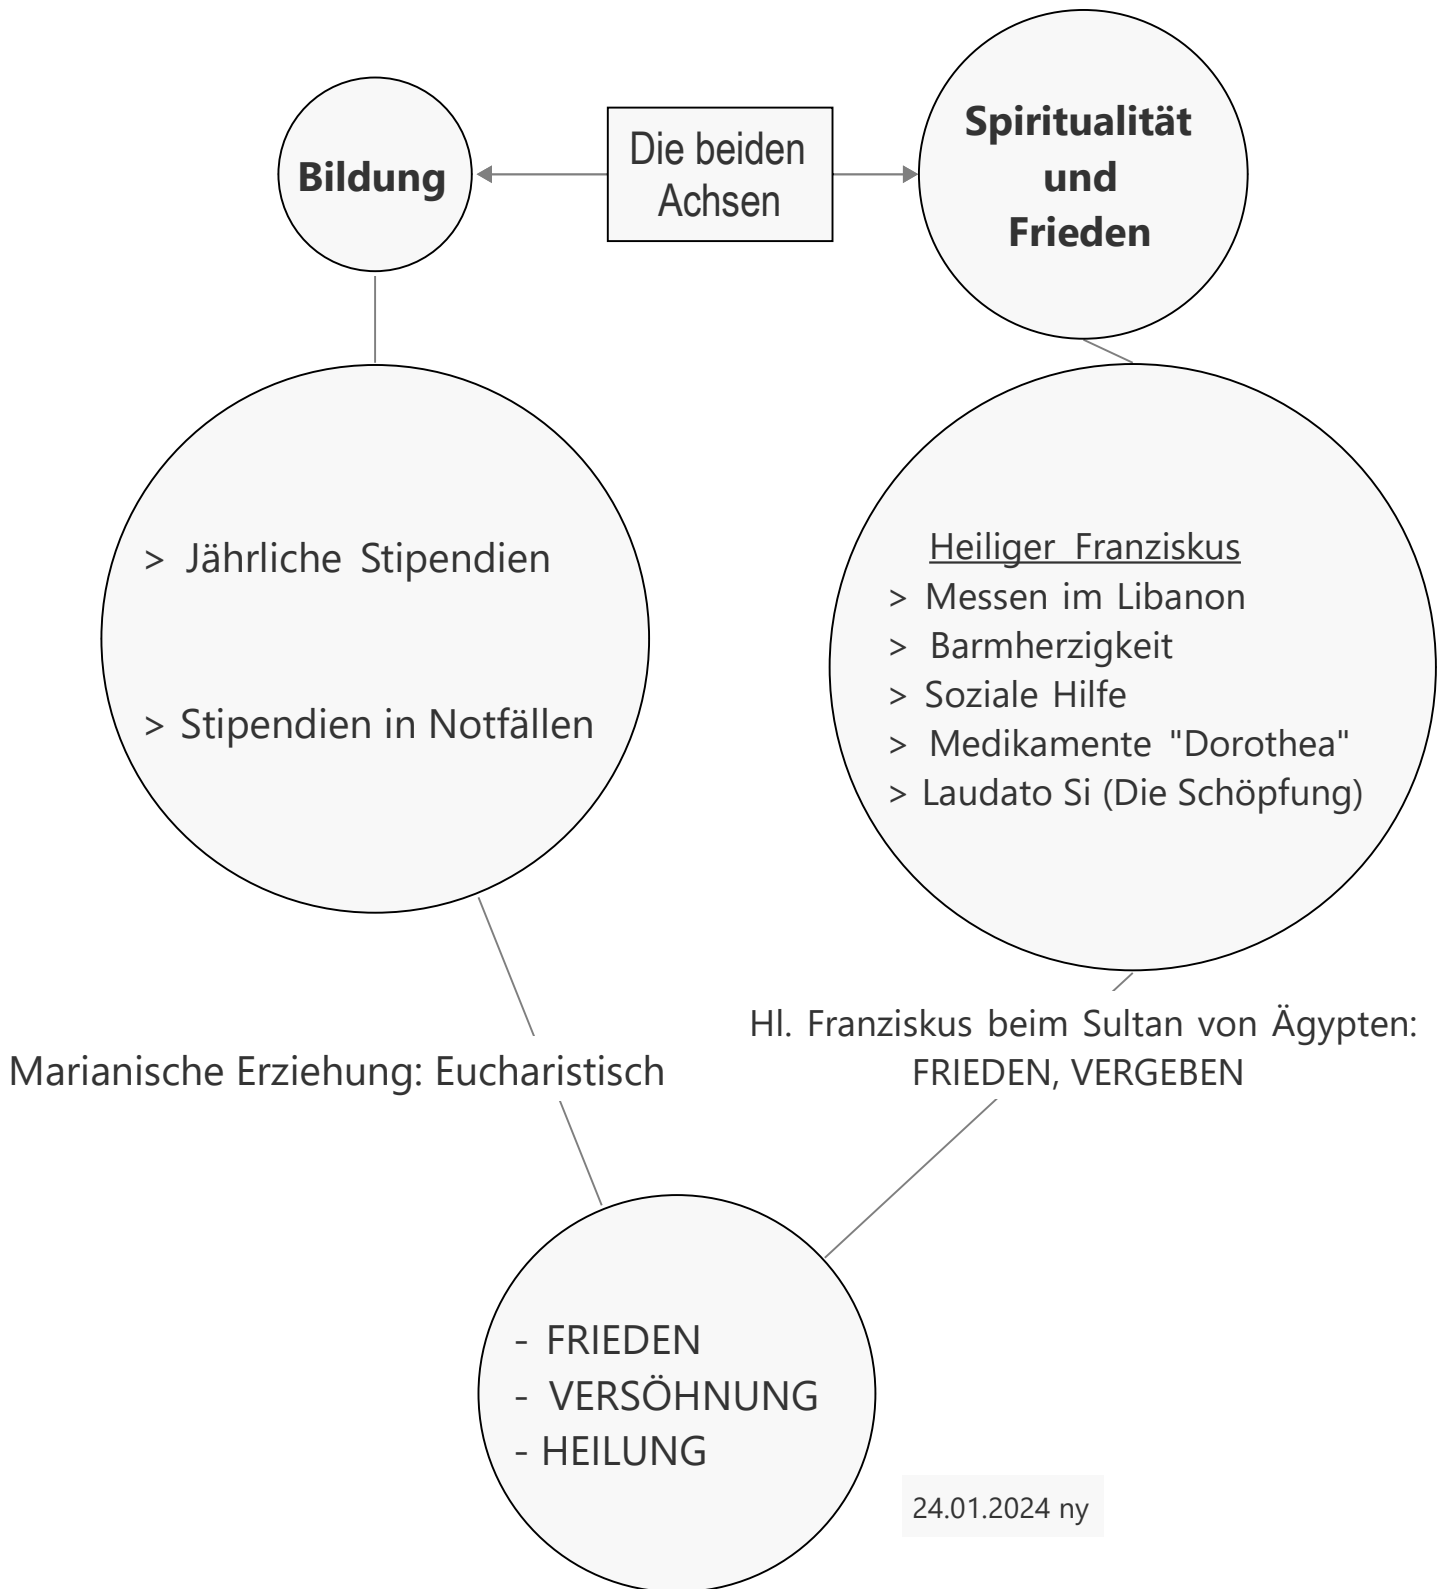 Bildung
Die beiden
Achsen
Spiritualität
und
Frieden
> Jährliche Stipendien
> Stipendien in Notfällen
Heiliger Franziskus
> Messen im Libanon
> Barmherzigkeit
> Soziale Hilfe
> Medikamente "Dorothea"
> Laudato Si (Die Schöpfung)
Marianische Erziehung: Eucharistisch
Hl. Franziskus beim Sultan von Ägypten:
FRIEDEN, VERGEBEN
- FRIEDEN
- VERSÖHNUNG
- HEILUNG
24.01.2024 ny